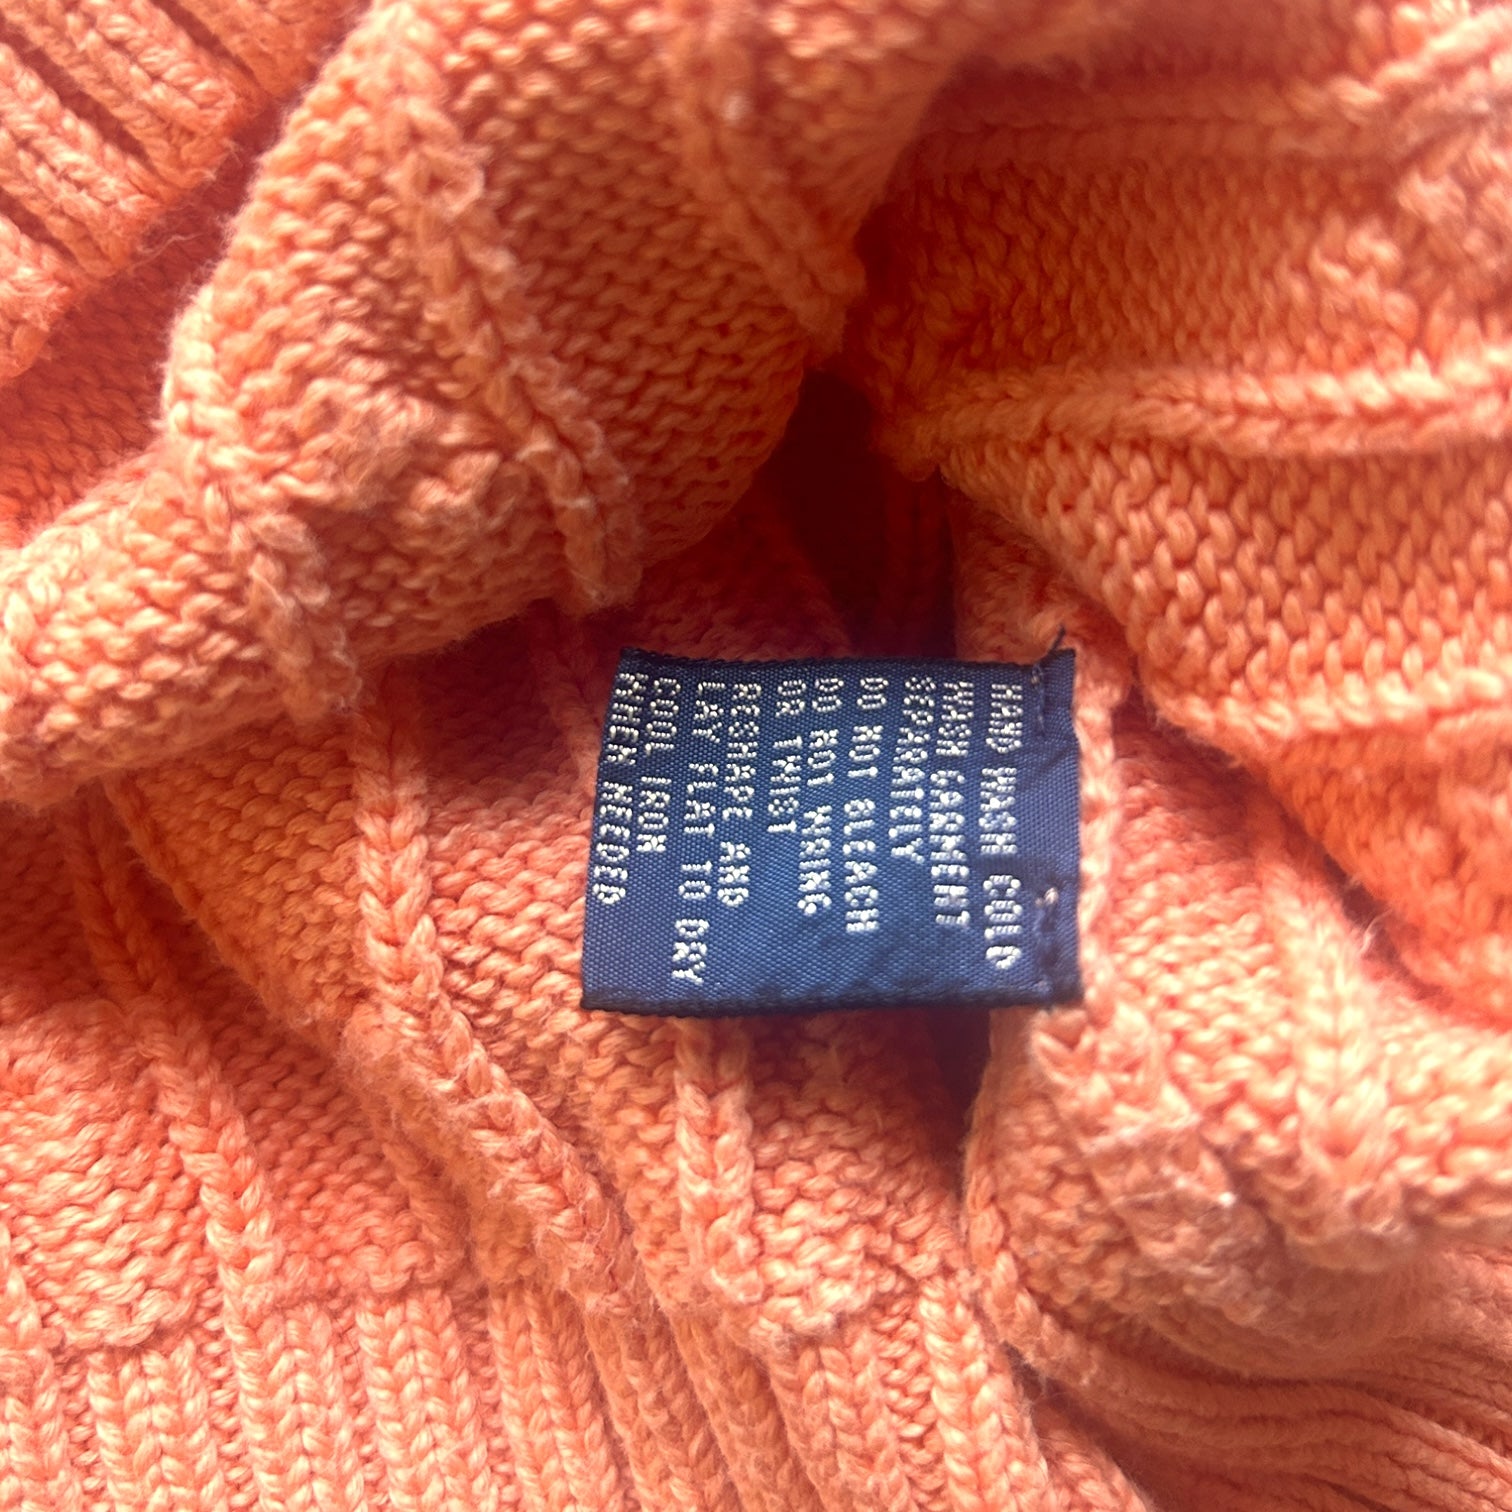 HAND WASH COLD
WASH GARMENT
SEPARATELY
DO NOT BLEACH
DO NOT WRING
OR TWIST
RESHAPE AND
LAY FLAT TO DRY
COOL IRON
WHEN NEEDED